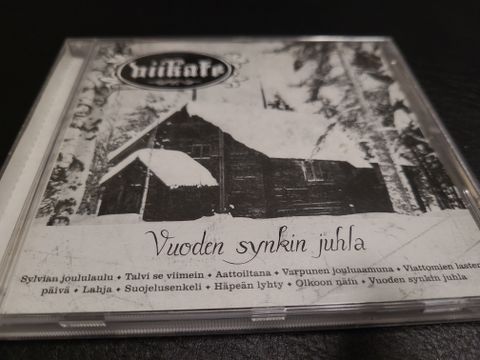 Niskate
Vuoden synkin juhla
Sylvian joululaulu ✦ Talvi se viimein ✦ Aattoiltana ✦ Varpunen jouluaamuna ✦ Viattomien lasten
päivä ✦ Lahja ✦ Suojelusenkeli ✦ Häpeän lyhty ✦ Olkoon näin ✦ Vuoden synkin juhla